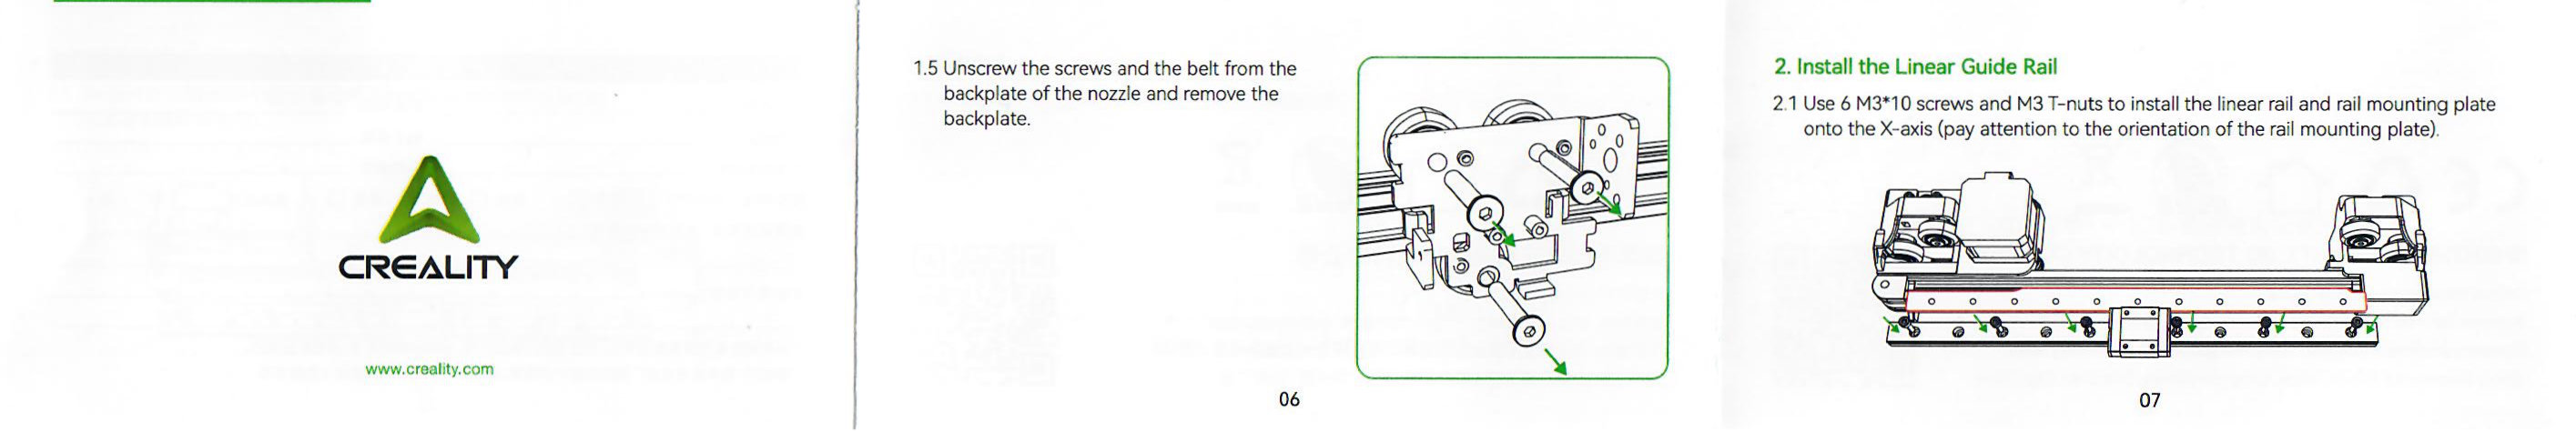 CREALITY
www.creality.com
1.5 Unscrew the screws and the belt from the
backplate of the nozzle and remove the
backplate.
06
2. Install the Linear Guide Rail
2.1 Use 6 M3*10 screws and M3 T-nuts to install the linear rail and rail mounting plate
onto the X-axis (pay attention to the orientation of the rail mounting plate).
07